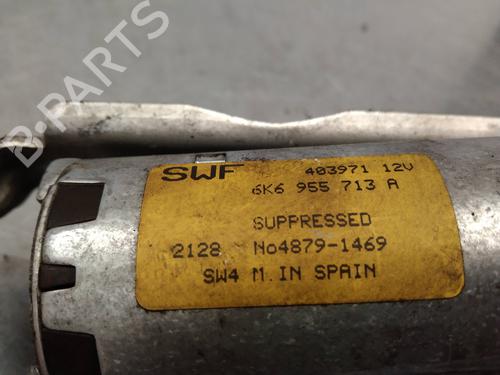 B-PARTS
SWF 403971 12V
6K6 955 713 A
SUPPRESSED
2128 No4879-1469
SW4 M. IN SPAIN